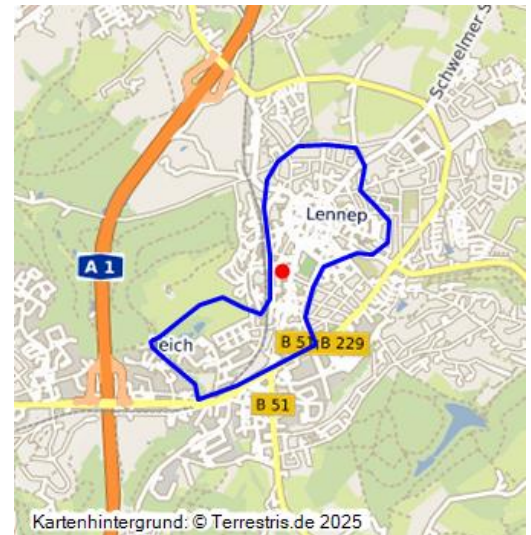 Schwelmer S
Lennep
A 1
eich
B 51/B 229
B 51
Kartenhintergrund: © Terrestris.de 2025